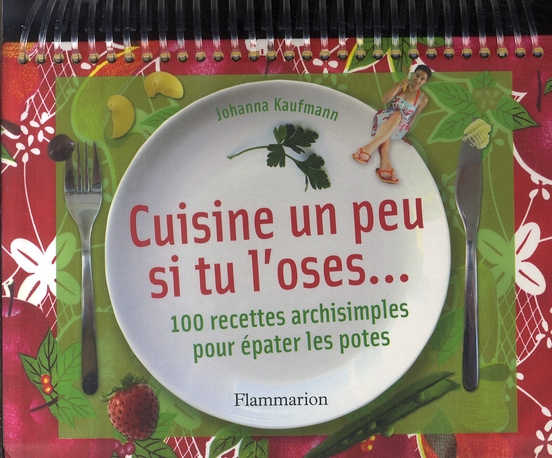 Johanna Kaufmann
Cuisine un peu
si tu l'oses...
100 recettes archisimples
pour épater les potes
Flammarion